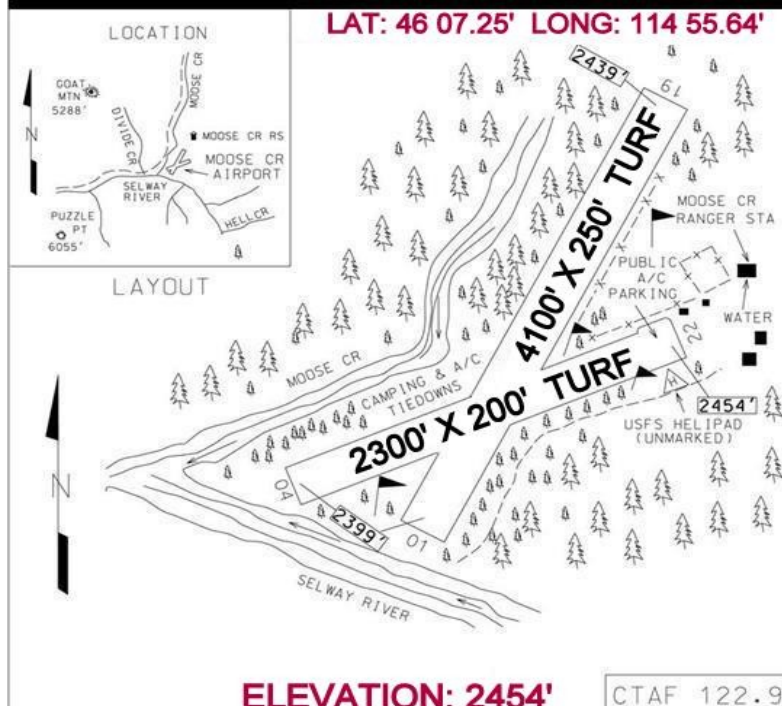 LAT: 46 07.25' LONG: 114 55.64'
LOCATION
GOAT
MTN
5288'
DIVIDE CR
MOOSE CR
MOOSE CR RS
MOOSE CR
AIRPORT
SELWAY
RIVER
HELL CR
PUZZLE
PT
6055'
N
LAYOUT
N
2439'
19
4100' X 250' TURF
MOOSE CR
RANGER STA
PUBLIC
A/C
PARKING
WATER
22
MOOSE CR
CAMPING & A/C
TIEDOWNS
2300' X 200' TURF
H
2454'
USFS HELIPAD
(UNMARKED)
04
2399'
01
SELWAY RIVER
ELEVATION: 2454'
CTAF 122.9